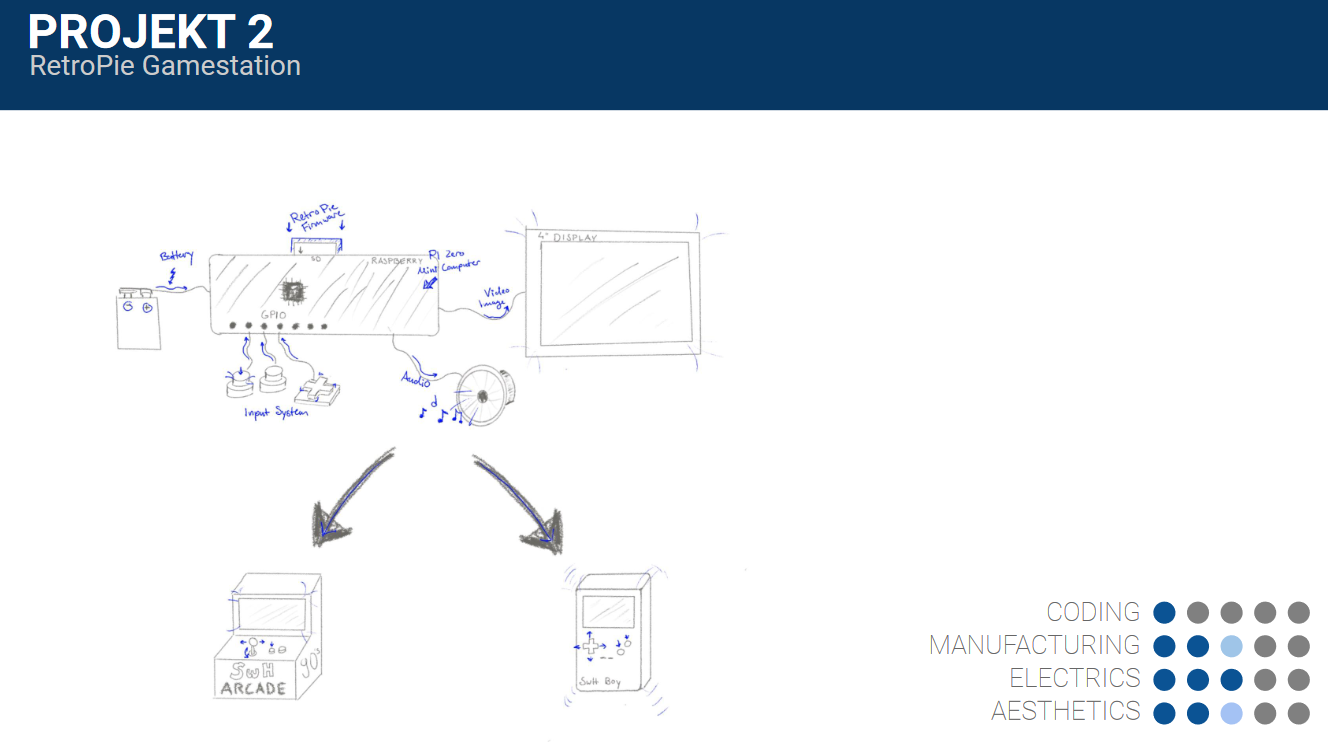 PROJEKT 2
RetroPie Gamestation
RetroPie
Firmware
Battery
SD
RASPBERRY Pi Zero
Mini Computer
4" DISPLAY
Video
Image
GPIO
Audio
Input System
SWH
ARCADE
90's
SWH Boy
CODING
MANUFACTURING
ELECTRICS
AESTHETICS